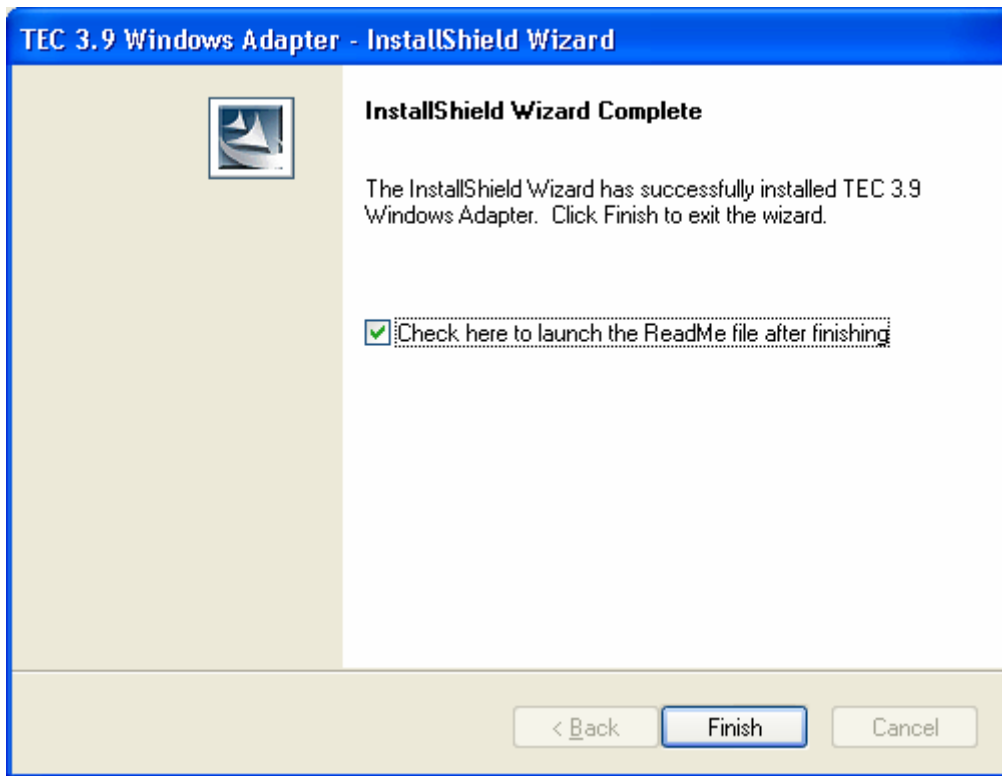 TEC 3.9 Windows Adapter - InstallShield Wizard
InstallShield Wizard Complete
The InstallShield Wizard has successfully installed TEC 3.9
Windows Adapter. Click Finish to exit the wizard.
Check here to launch the ReadMe file after finishing
< Back
Finish
Cancel